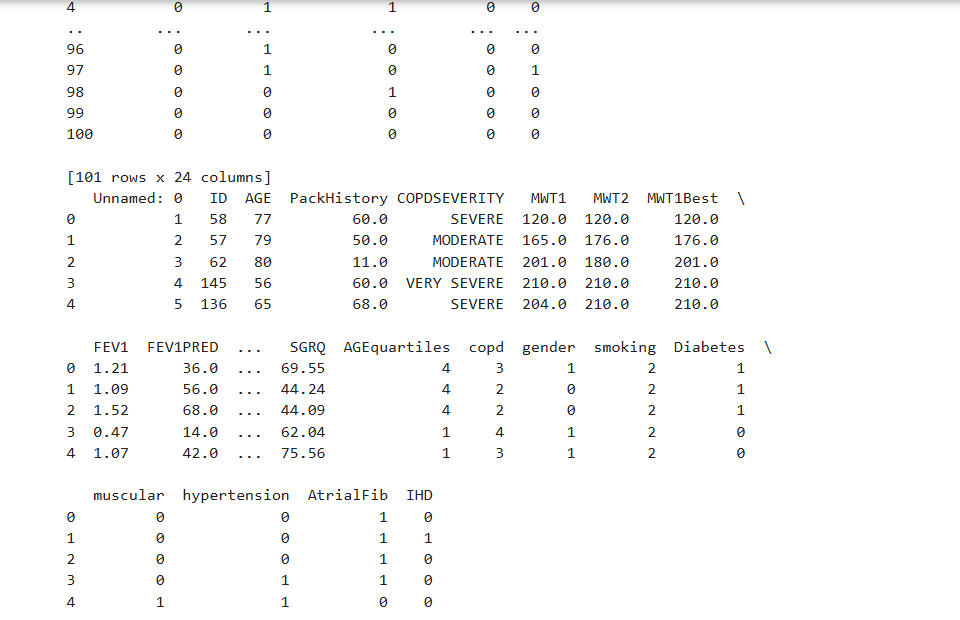 4 0 1 1 0 0
.. ... ... ... ... ...
96 0 1 0 0 0
97 0 1 0 0 1
98 0 0 1 0 0
99 0 0 0 0 0
100 0 0 0 0 0
[101 rows x 24 columns]
Unnamed: 0 ID AGE PackHistory COPDSEVERITY MWT1 MWT2 MWT1Best \
0 1 58 77 60.0 SEVERE 120.0 120.0 120.0
1 2 57 79 50.0 MODERATE 165.0 176.0 176.0
2 3 62 80 11.0 MODERATE 201.0 180.0 201.0
3 4 145 56 60.0 VERY SEVERE 210.0 210.0 210.0
4 5 136 65 68.0 SEVERE 204.0 210.0 210.0
FEV1 FEV1PRED ... SGRQ AGEquartiles copd gender smoking Diabetes \
0 1.21 36.0 ... 69.55 4 3 1 2 1
1 1.09 56.0 ... 44.24 4 2 0 2 1
2 1.52 68.0 ... 44.09 4 2 0 2 1
3 0.47 14.0 ... 62.04 1 4 1 2 0
4 1.07 42.0 ... 75.56 1 3 1 2 0
muscular hypertension AtrialFib IHD
0 0 0 1 0
1 0 0 1 1
2 0 0 1 0
3 0 1 1 0
4 1 1 0 0